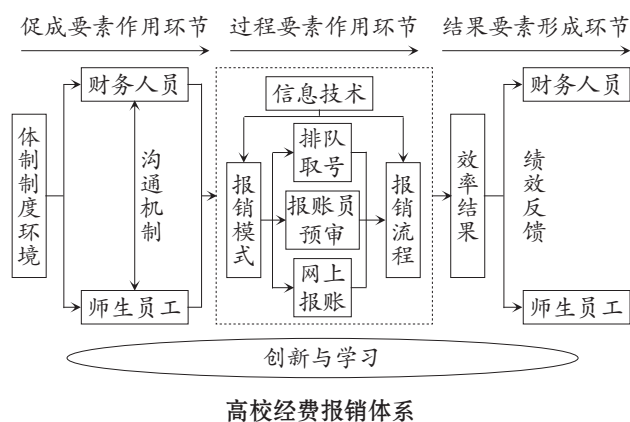 促成要素作用环节
过程要素作用环节
结果要素形成环节
财务人员
信息技术
财务人员
体制制度环境
沟通机制
报销模式
排队
取号
报账员
预审
网上
报账
报销流程
效率结果
绩效反馈
师生员工
师生员工
创新与学习
高校经费报销体系